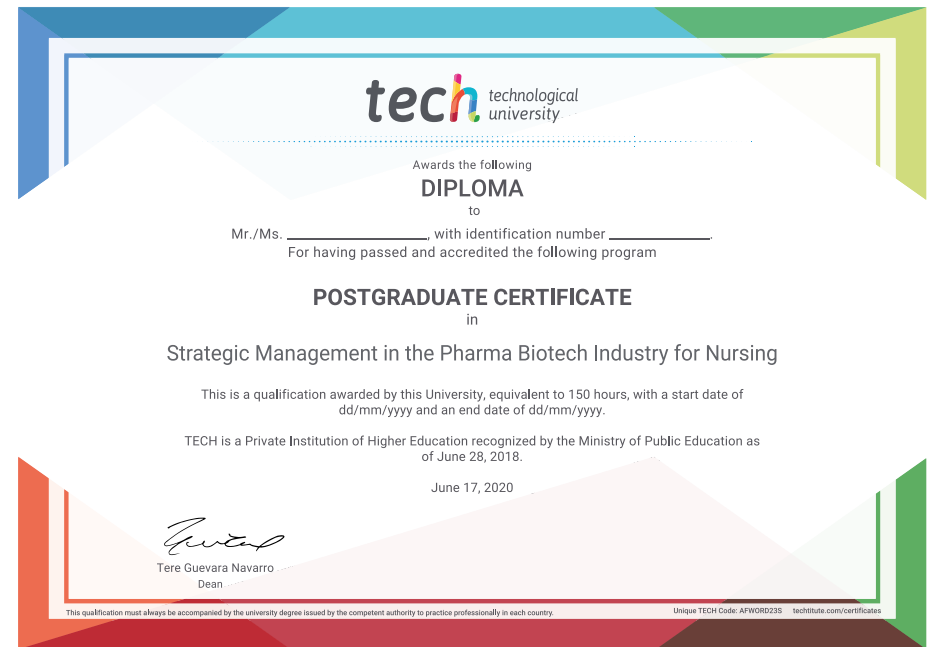 tech technological
university
Awards the following
DIPLOMA
to
Mr./Ms. ____________________, with identification number ______________.
For having passed and accredited the following program
POSTGRADUATE CERTIFICATE
in
Strategic Management in the Pharma Biotech Industry for Nursing
This is a qualification awarded by this University, equivalent to 150 hours, with a start date of
dd/mm/yyyy and an end date of dd/mm/yyyy.
TECH is a Private Institution of Higher Education recognized by the Ministry of Public Education as
of June 28, 2018.
June 17, 2020
Tere Guevara Navarro
Dean
This qualification must always be accompanied by the university degree issued by the competent authority to practice professionally in each country.
Unique TECH Code: AFWORD23S techtitute.com/certificates